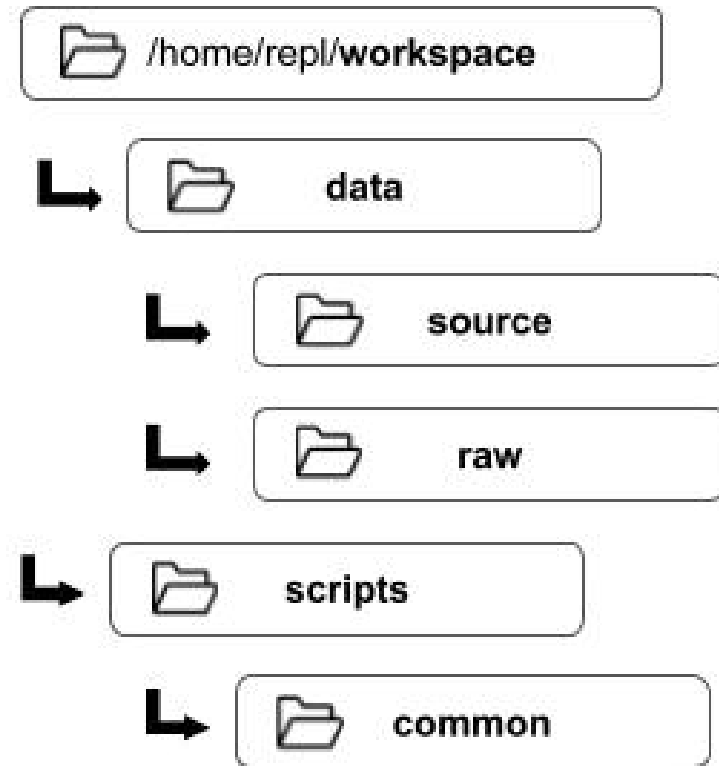 /home/repl/workspace
data
source
raw
scripts
common